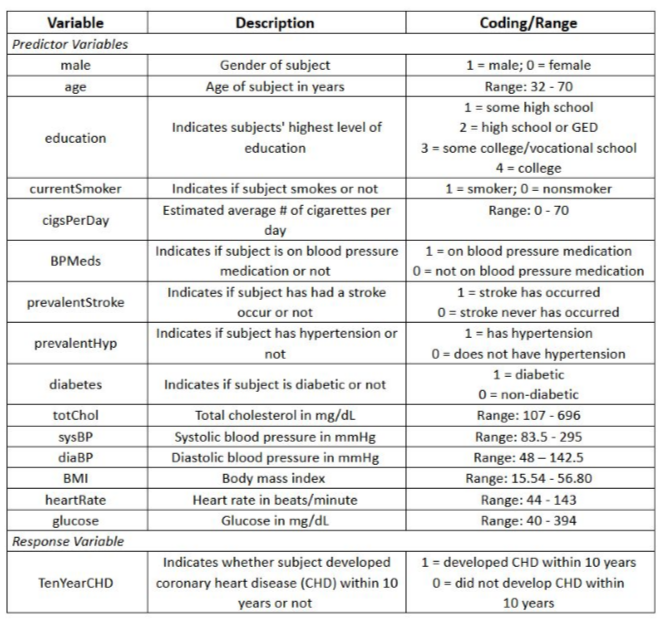 Variable Description Coding/Range
Predictor Variables
male Gender of subject 1 = male; 0 = female
age Age of subject in years Range: 32 - 70
education Indicates subjects' highest level of education 1 = some high school
2 = high school or GED
3 = some college/vocational school
4 = college
currentSmoker Indicates if subject smokes or not 1 = smoker; 0 = nonsmoker
cigsPerDay Estimated average # of cigarettes per day Range: 0 - 70
BPMeds Indicates if subject is on blood pressure medication or not 1 = on blood pressure medication
0 = not on blood pressure medication
prevalentStroke Indicates if subject has had a stroke occur or not 1 = stroke has occurred
0 = stroke never has occurred
prevalentHyp Indicates if subject has hypertension or not 1 = has hypertension
0 = does not have hypertension
diabetes Indicates if subject is diabetic or not 1 = diabetic
0 = non-diabetic
totChol Total cholesterol in mg/dL Range: 107 - 696
sysBP Systolic blood pressure in mmHg Range: 83.5 - 295
diaBP Diastolic blood pressure in mmHg Range: 48 – 142.5
BMI Body mass index Range: 15.54 - 56.80
heartRate Heart rate in beats/minute Range: 44 - 143
glucose Glucose in mg/dL Range: 40 - 394
Response Variable
TenYearCHD Indicates whether subject developed coronary heart disease (CHD) within 10 years or not 1 = developed CHD within 10 years
0 = did not develop CHD within
10 years